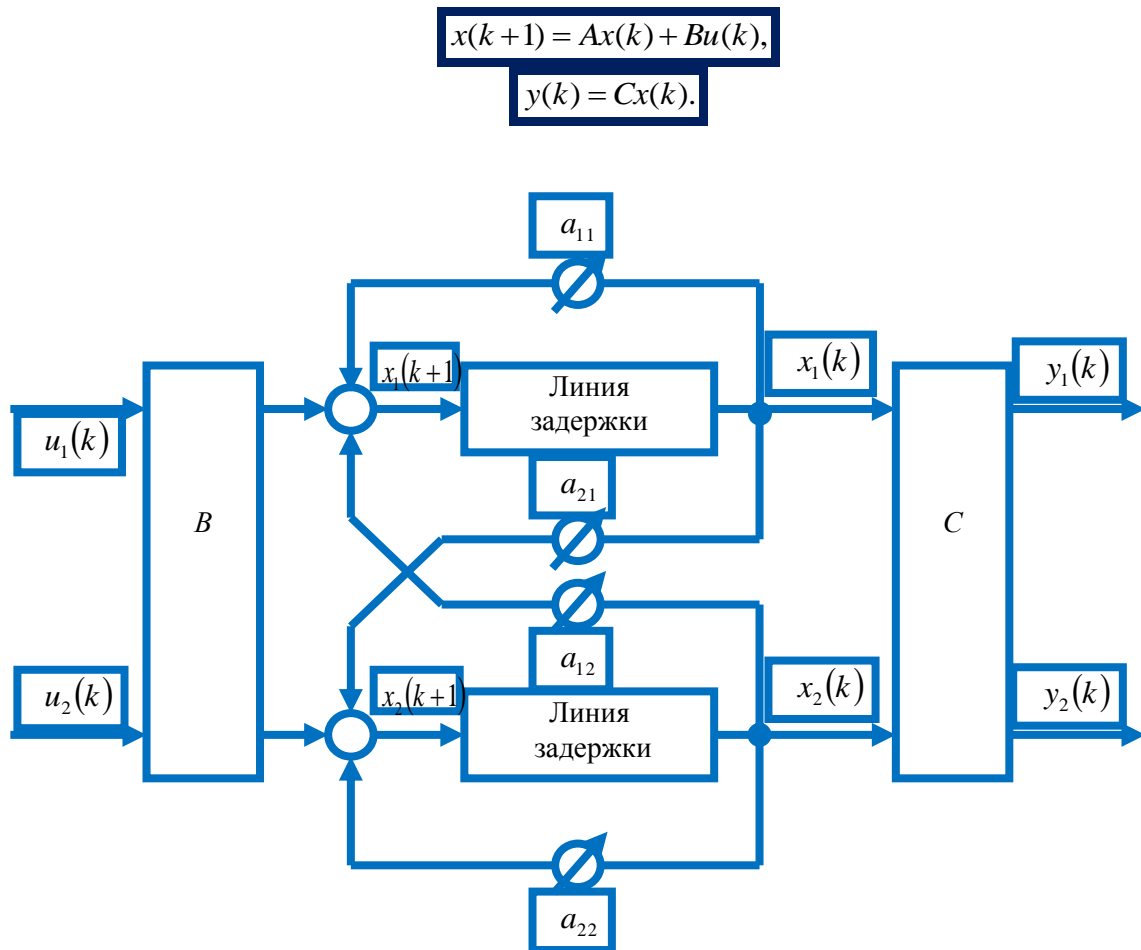 x(k+1) = Ax(k) + Bu(k),
y(k) = Cx(k).
a₁₁
x₁(k+1)
Линия
задержки
x₁(k)
y₁(k)
u₁(k)
a₂₁
B
C
a₁₂
u₂(k)
x₂(k+1)
Линия
задержки
x₂(k)
y₂(k)
a₂₂